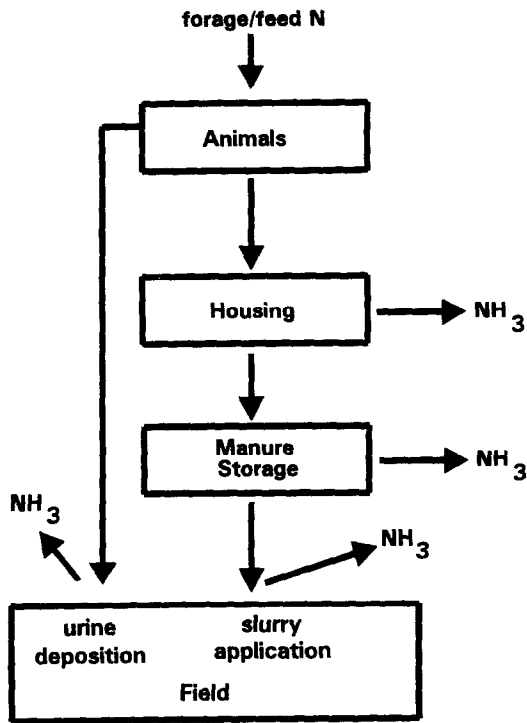 forage/feed N
Animals
Housing
NH3
Manure
Storage
NH3
NH3
NH3
urine
deposition
slurry
application
Field